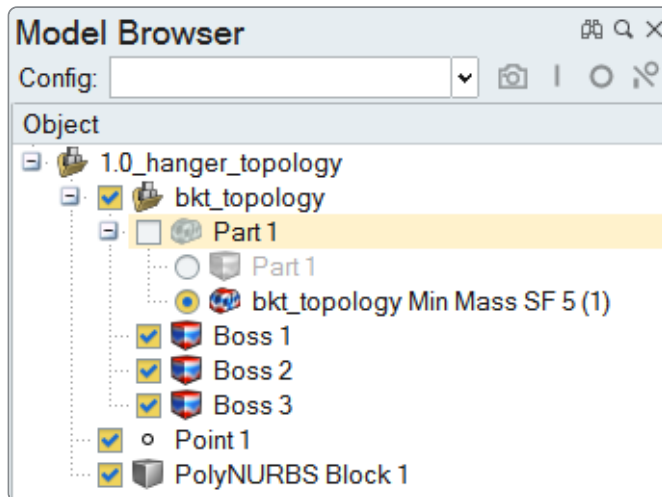 Model Browser
Config:
Object
1.0_hanger_topology
bkt_topology
Part 1
Part 1
bkt_topology Min Mass SF 5 (1)
Boss 1
Boss 2
Boss 3
Point 1
PolyNURBS Block 1